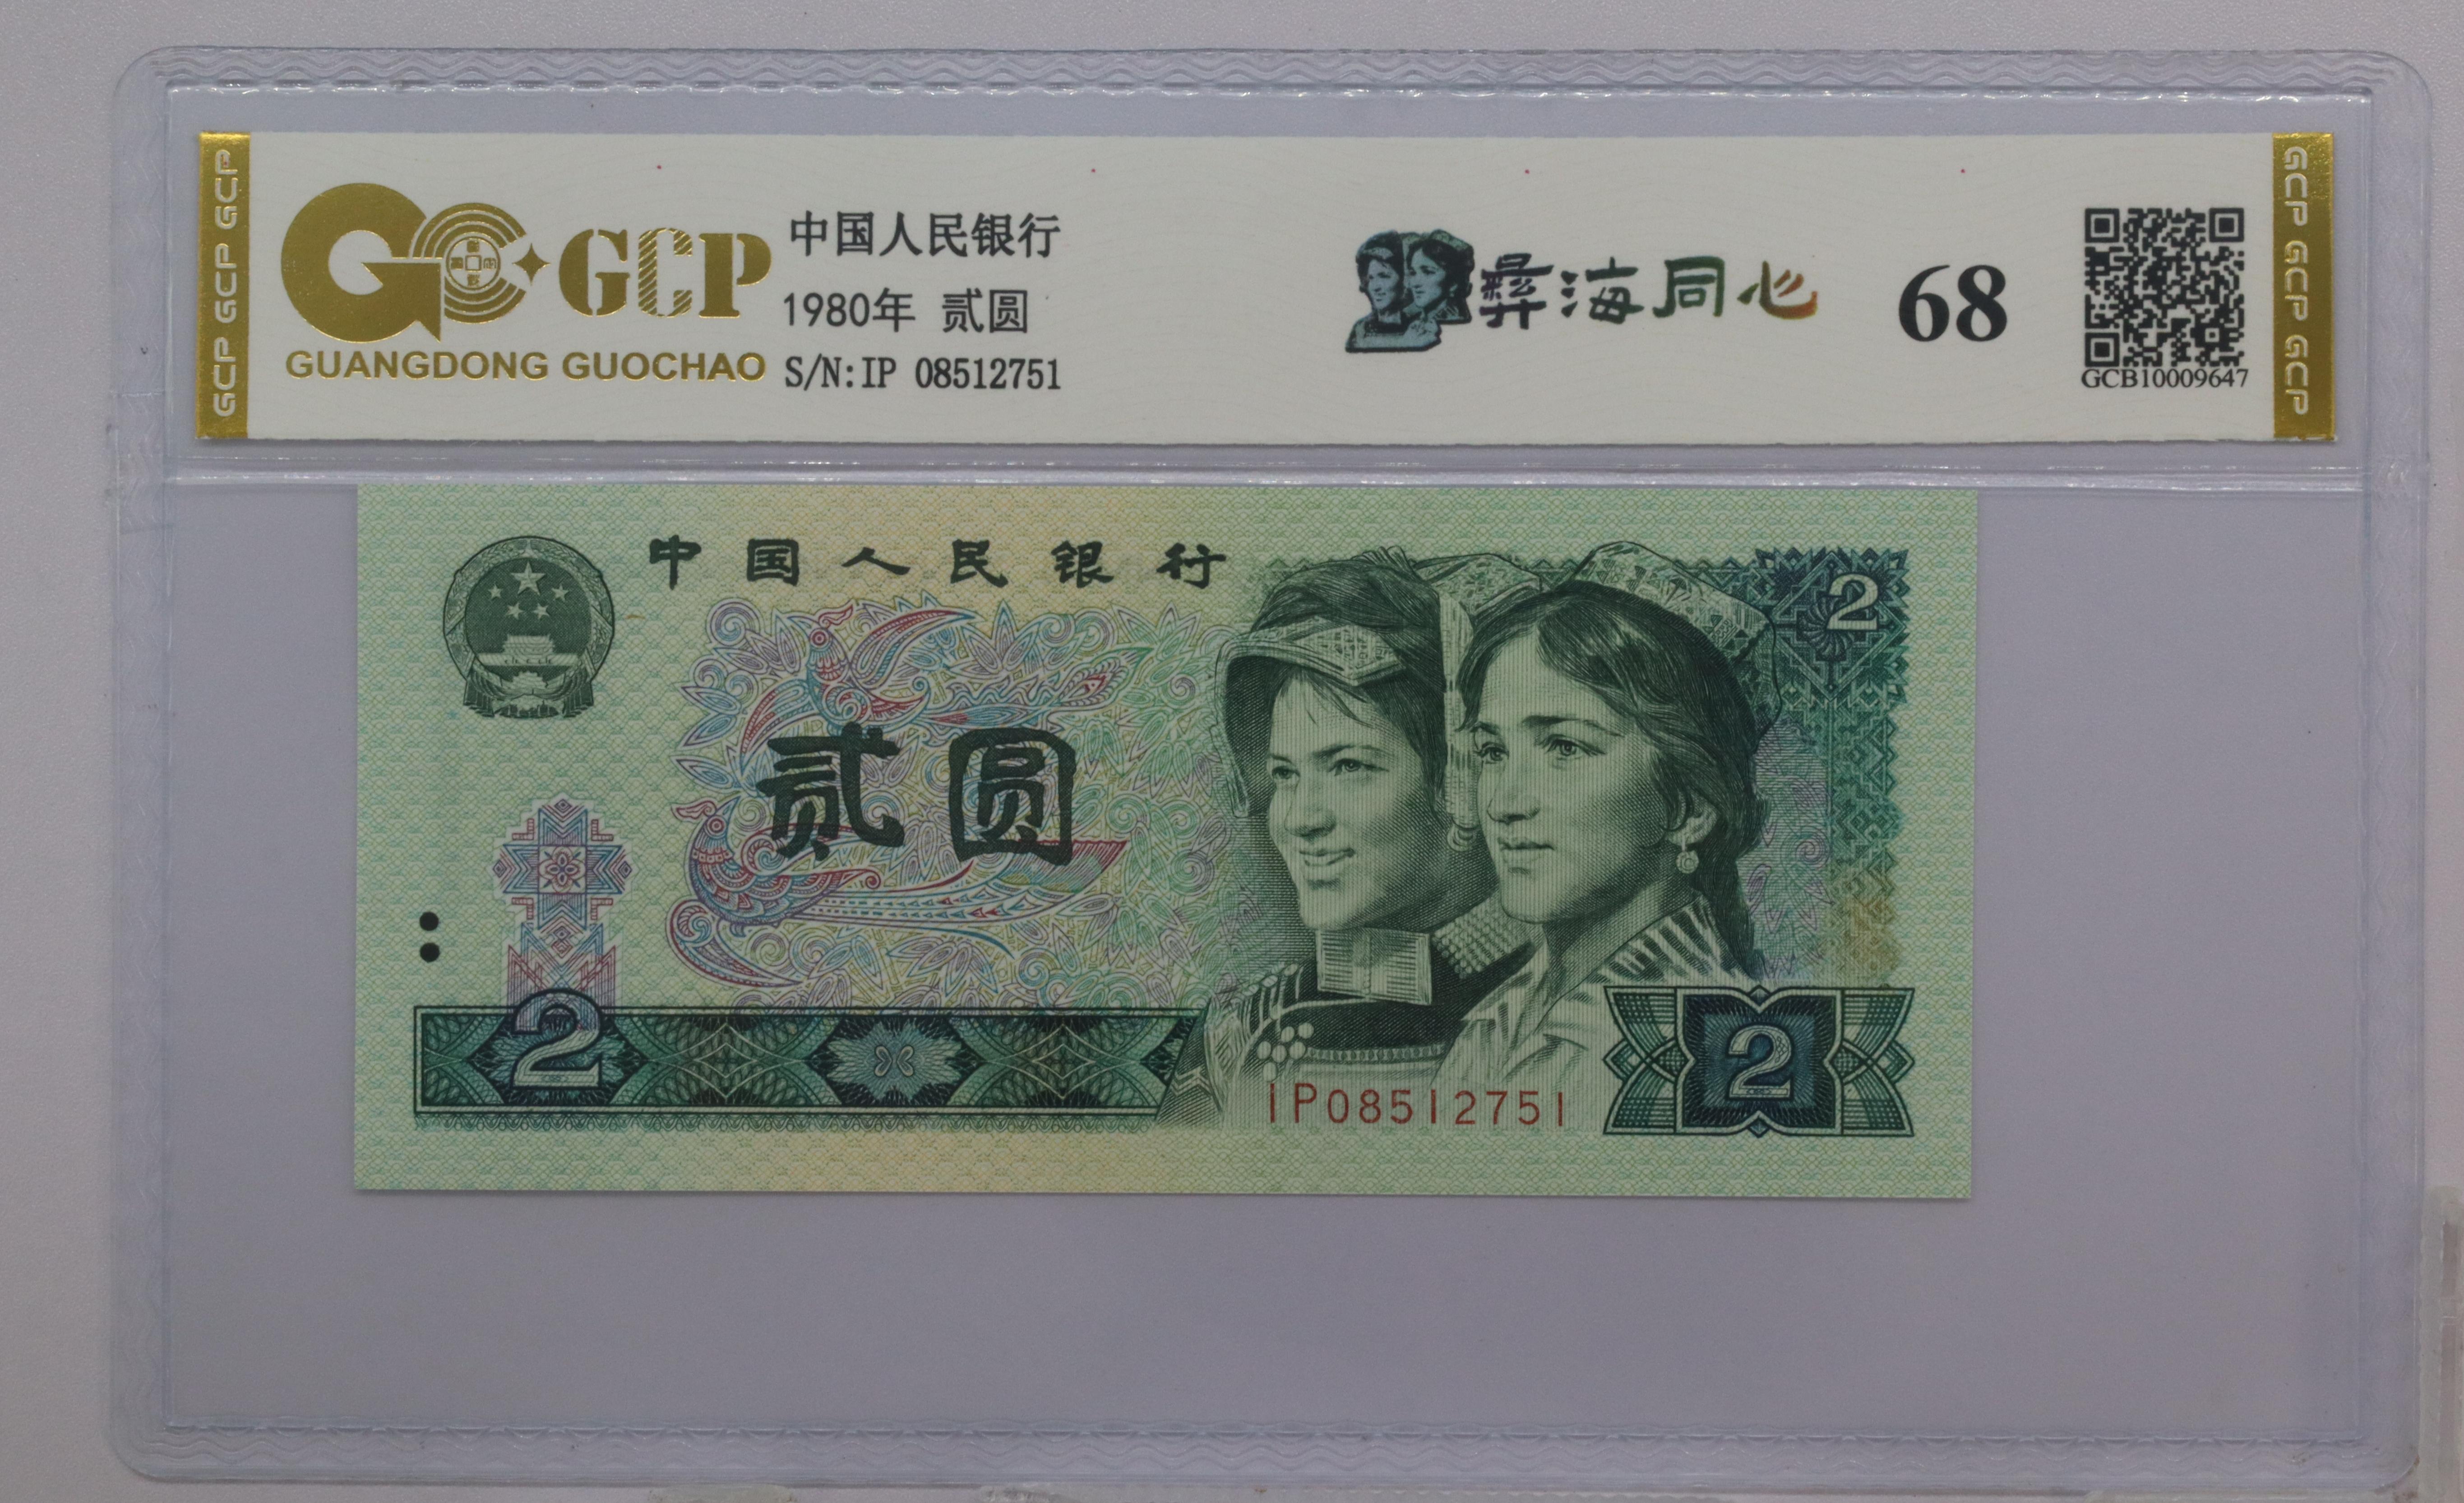 GCP GCP GCP
GCP
GUANGDONG GUOCHAO
中国人民银行
1980年 贰圆
S/N:IP 08512751
彝海同心
68
GCB10009647
GCP GCP GCP
中国人民银行
2
贰圆
2
IP08512751
2